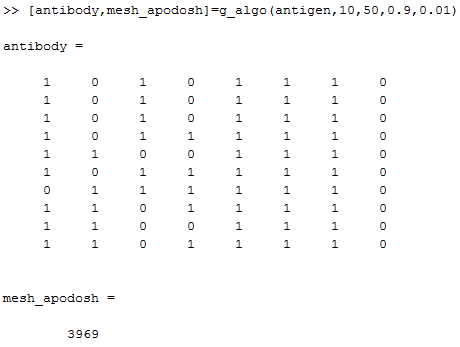 >> [antibody,mesh_apodosh]=g_algo(antigen,10,50,0.9,0.01)
antibody =
1 0 1 0 1 1 1 0
1 0 1 0 1 1 1 0
1 0 1 0 1 1 1 0
1 0 1 1 1 1 1 0
1 1 0 0 1 1 1 0
1 0 1 1 1 1 1 0
0 1 1 1 1 1 1 0
1 1 0 1 1 1 1 0
1 1 0 0 1 1 1 0
1 1 0 1 1 1 1 0
mesh_apodosh =
3969